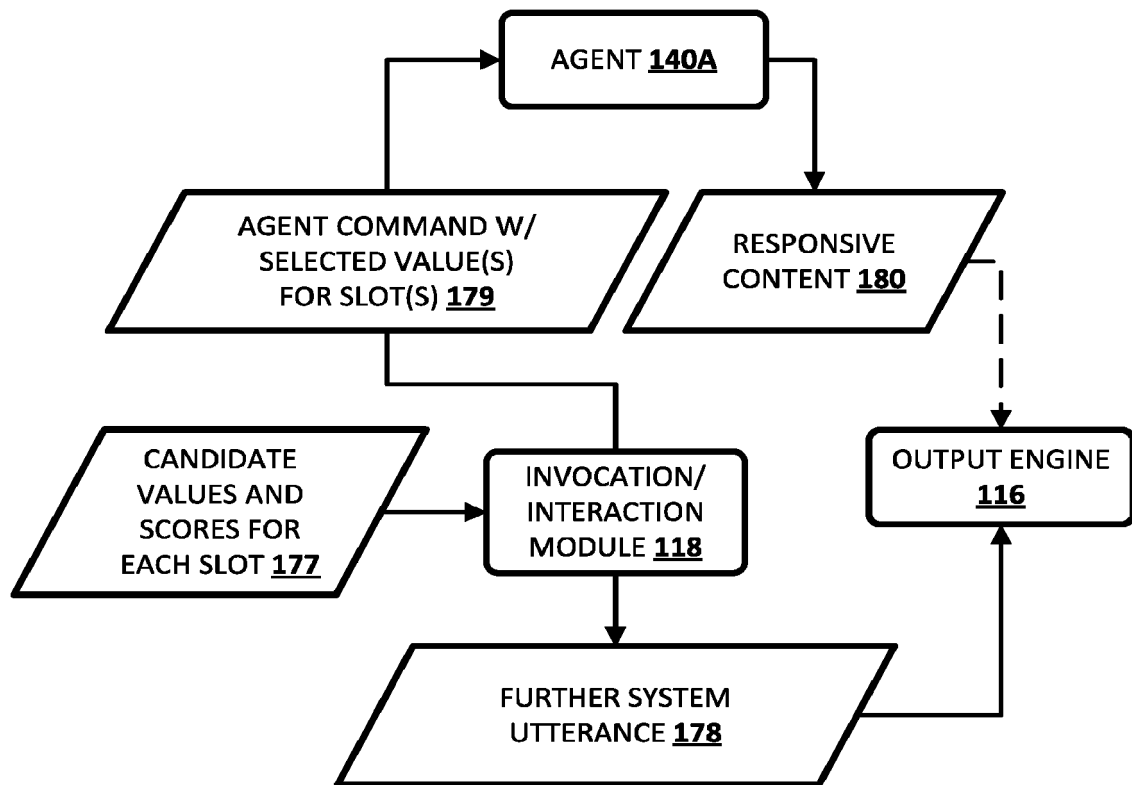 AGENT 140A
AGENT COMMAND W/
SELECTED VALUE(S)
FOR SLOT(S) 179
RESPONSIVE
CONTENT 180
CANDIDATE
VALUES AND
SCORES FOR
EACH SLOT 177
INVOCATION/
INTERACTION
MODULE 118
OUTPUT ENGINE
116
FURTHER SYSTEM
UTTERANCE 178